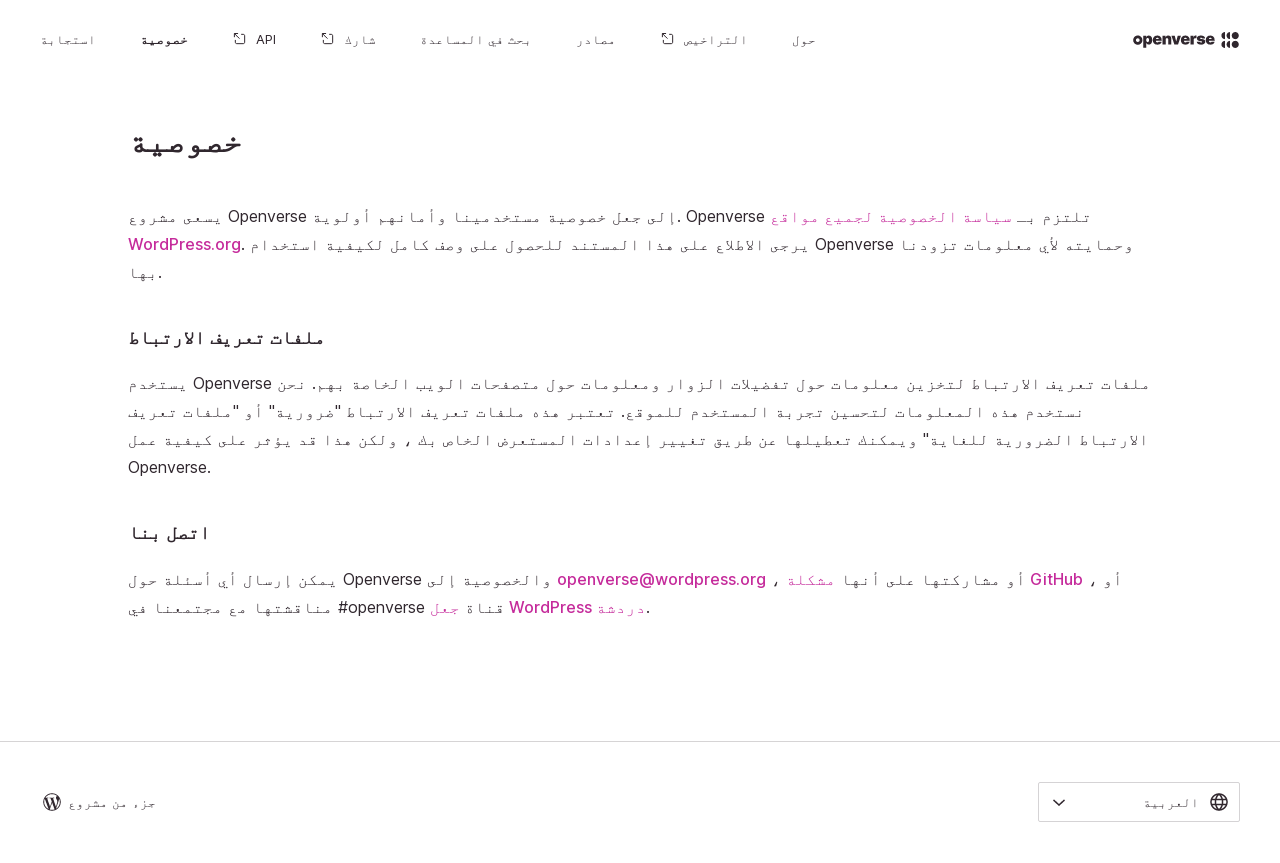 openverse
حول
التراخيص
مصادر
بحث في المساعدة
شارك
API
خصوصية
استجابة
خصوصية
يسعى مشروع Openverse إلى جعل خصوصية مستخدمينا وأمانهم أولوية. Openverse تلتزم بـ سياسة الخصوصية لجميع مواقع
WordPress.org. يرجى الاطلاع على هذا المستند للحصول على وصف كامل لكيفية استخدام Openverse وحمايته لأي معلومات تزودنا
بها.
ملفات تعريف الارتباط
يستخدم Openverse ملفات تعريف الارتباط لتخزين معلومات حول تفضيلات الزوار ومعلومات حول متصفحات الويب الخاصة بهم. نحن
نستخدم هذه المعلومات لتحسين تجربة المستخدم للموقع. تعتبر هذه ملفات تعريف الارتباط "ضرورية" أو "ملفات تعريف
الارتباط الضرورية للغاية" ويمكنك تعطيلها عن طريق تغيير إعدادات المستعرض الخاص بك ، ولكن هذا قد يؤثر على كيفية عمل
Openverse.
اتصل بنا
يمكن إرسال أي أسئلة حول Openverse والخصوصية إلى openverse@wordpress.org ، أو مشاركتها على أنها مشكلة GitHub ، أو
مناقشتها مع مجتمعنا في #openverse قناة جعل WordPress دردشة.
العربية
جزء من مشروع